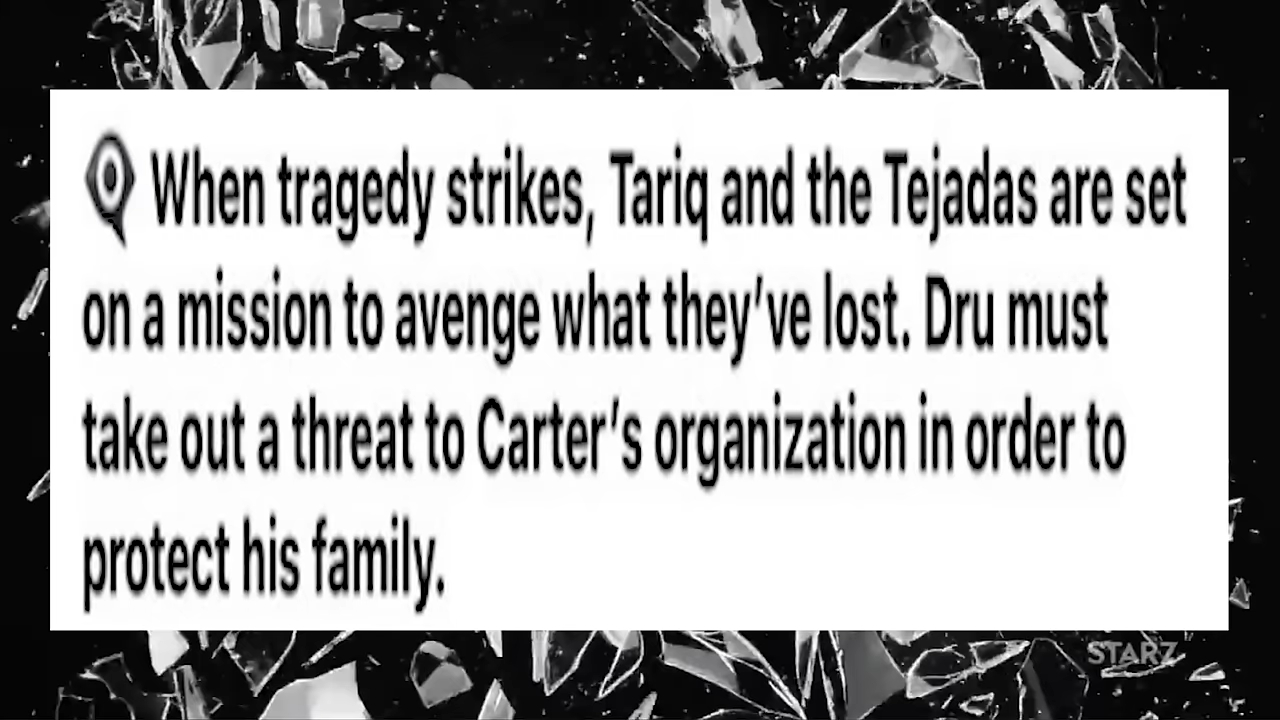 When tragedy strikes, Tariq and the Tejadas are set
on a mission to avenge what they've lost. Dru must
take out a threat to Carter's organization in order to
protect his family.
STARZ